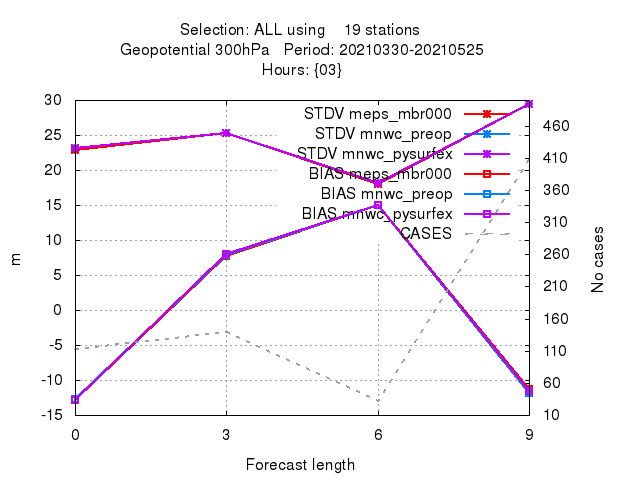 Selection: ALL using 19 stations
Geopotential 300hPa Period: 20210330-20210525
Hours: {03}
STDV meps_mbr000
STDV mnwc_preop
STDV mnwc_pysurfex
BIAS meps_mbr000
BIAS mnwc_preop
BIAS mnwc_pysurfex
CASES
30
25
20
15
10
5
0
-5
-10
-15
m
460
410
360
310
260
210
160
110
60
10
No cases
0 3 6 9
Forecast length